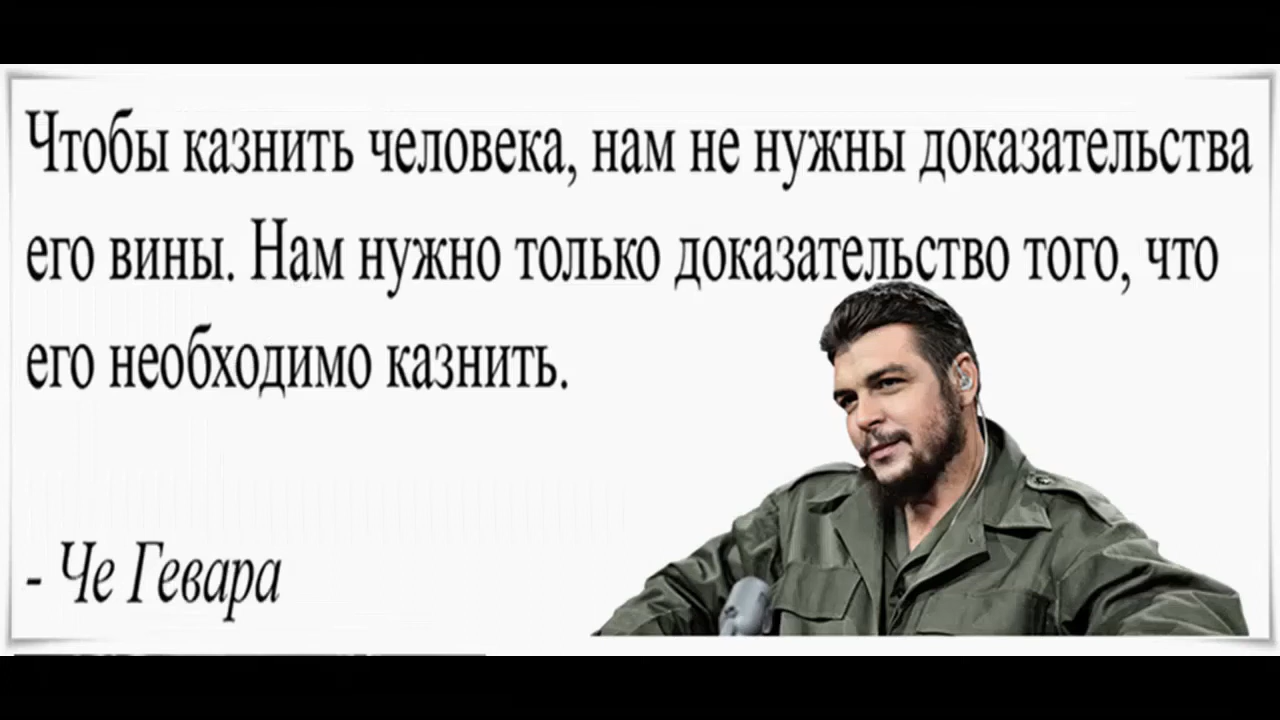 Чтобы казнить человека, нам не нужны доказательства
его вины. Нам нужно только доказательство того, что
его необходимо казнить.
- Че Гевара